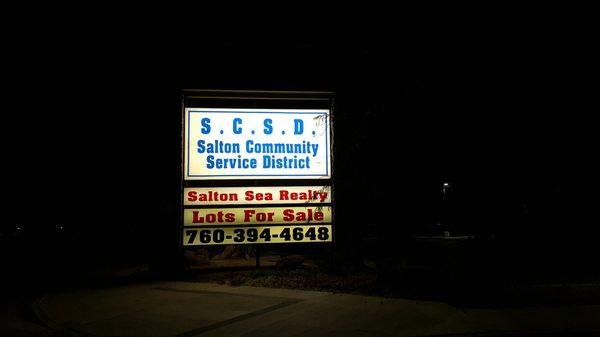 S.C.S.D.
Salton Community
Service District
Salton Sea Realty
Lots For Sale
760-394-4648